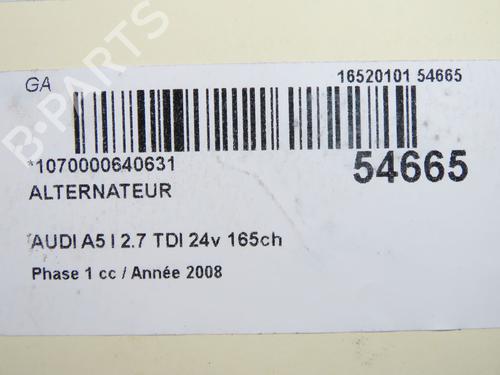 GA
16520101 54665
*1070000640631
54665
ALTERNATEUR
AUDI A5 I 2.7 TDI 24v 165ch
Phase 1 cc / Année 2008
B-PARTS